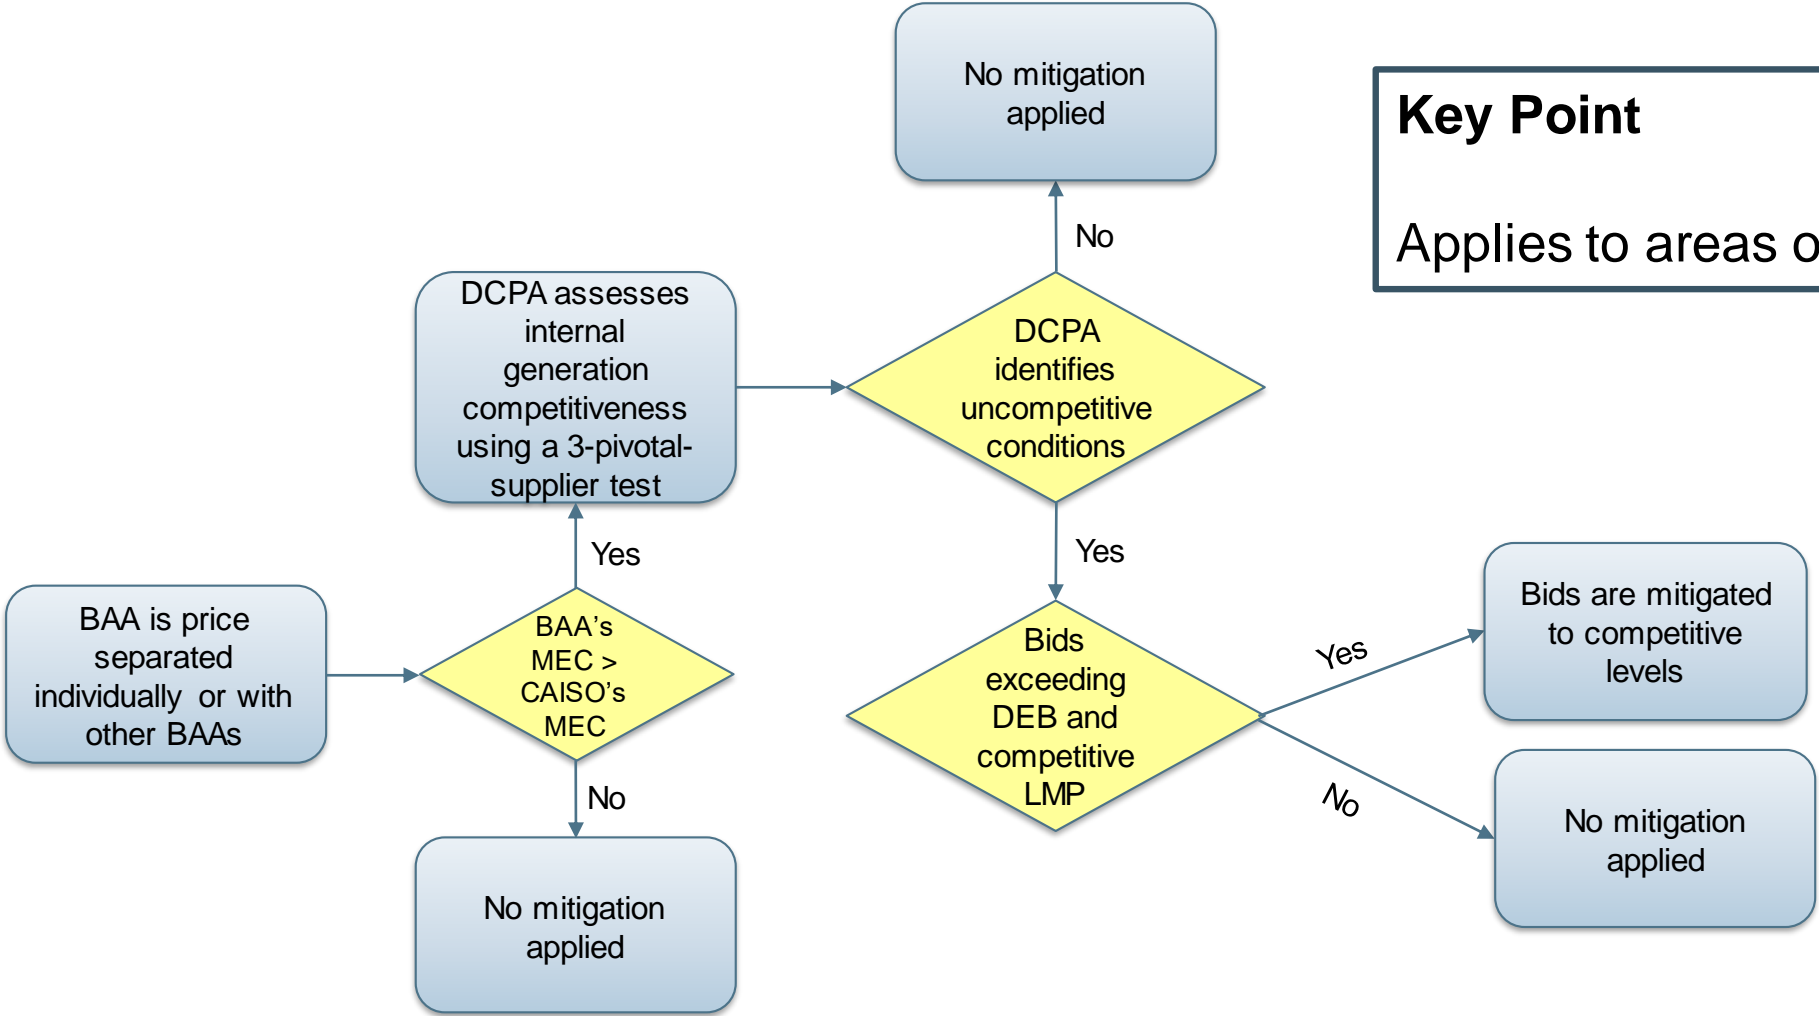 No mitigation
applied
Key Point
Applies to areas o
No
DCPA assesses
internal
generation
competitiveness
using a 3-pivotal-
supplier test
DCPA
identifies
uncompetitive
conditions
Yes
Yes
BAA is price
separated
individually or with
other BAAs
BAA’s
MEC >
CAISO’s
MEC
Bids
exceeding
DEB and
competitive
LMP
Yes
Bids are mitigated
to competitive
levels
No
No
No mitigation
applied
No mitigation
applied